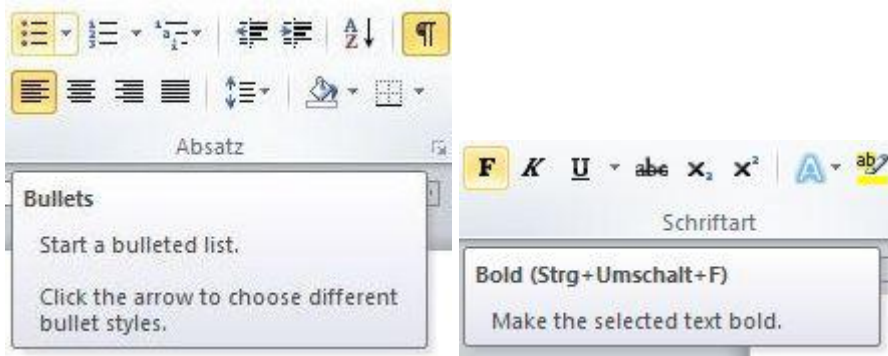 A
Z
¶
Absatz
Bullets
Start a bulleted list.
Click the arrow to choose different
bullet styles.
F K U abc x₂ x² A ab
Schriftart
Bold (Strg+Umschalt+F)
Make the selected text bold.